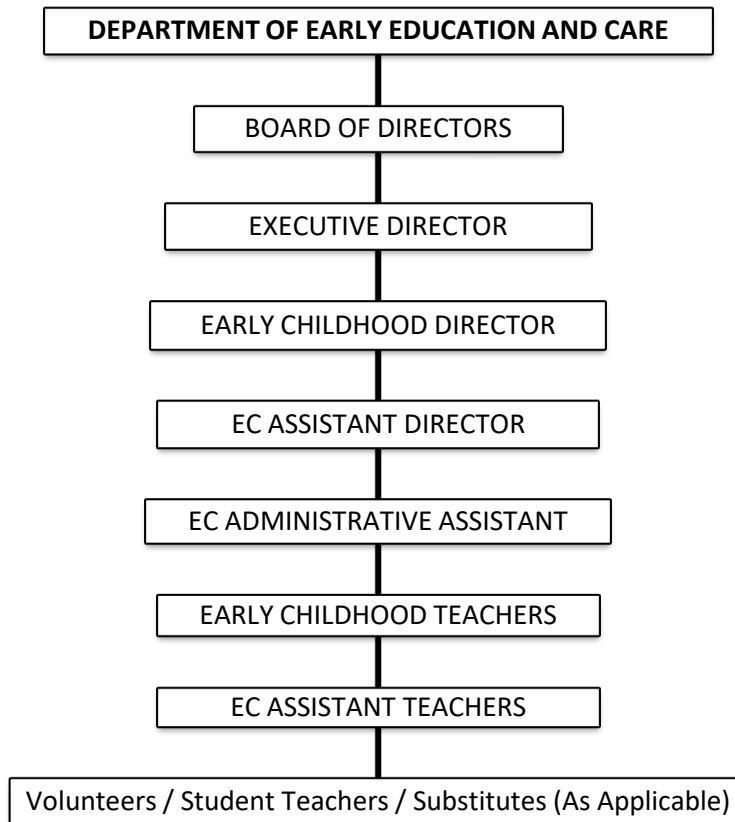 DEPARTMENT OF EARLY EDUCATION AND CARE
BOARD OF DIRECTORS
EXECUTIVE DIRECTOR
EARLY CHILDHOOD DIRECTOR
EC ASSISTANT DIRECTOR
EC ADMINISTRATIVE ASSISTANT
EARLY CHILDHOOD TEACHERS
EC ASSISTANT TEACHERS
Volunteers / Student Teachers / Substitutes (As Applicable)